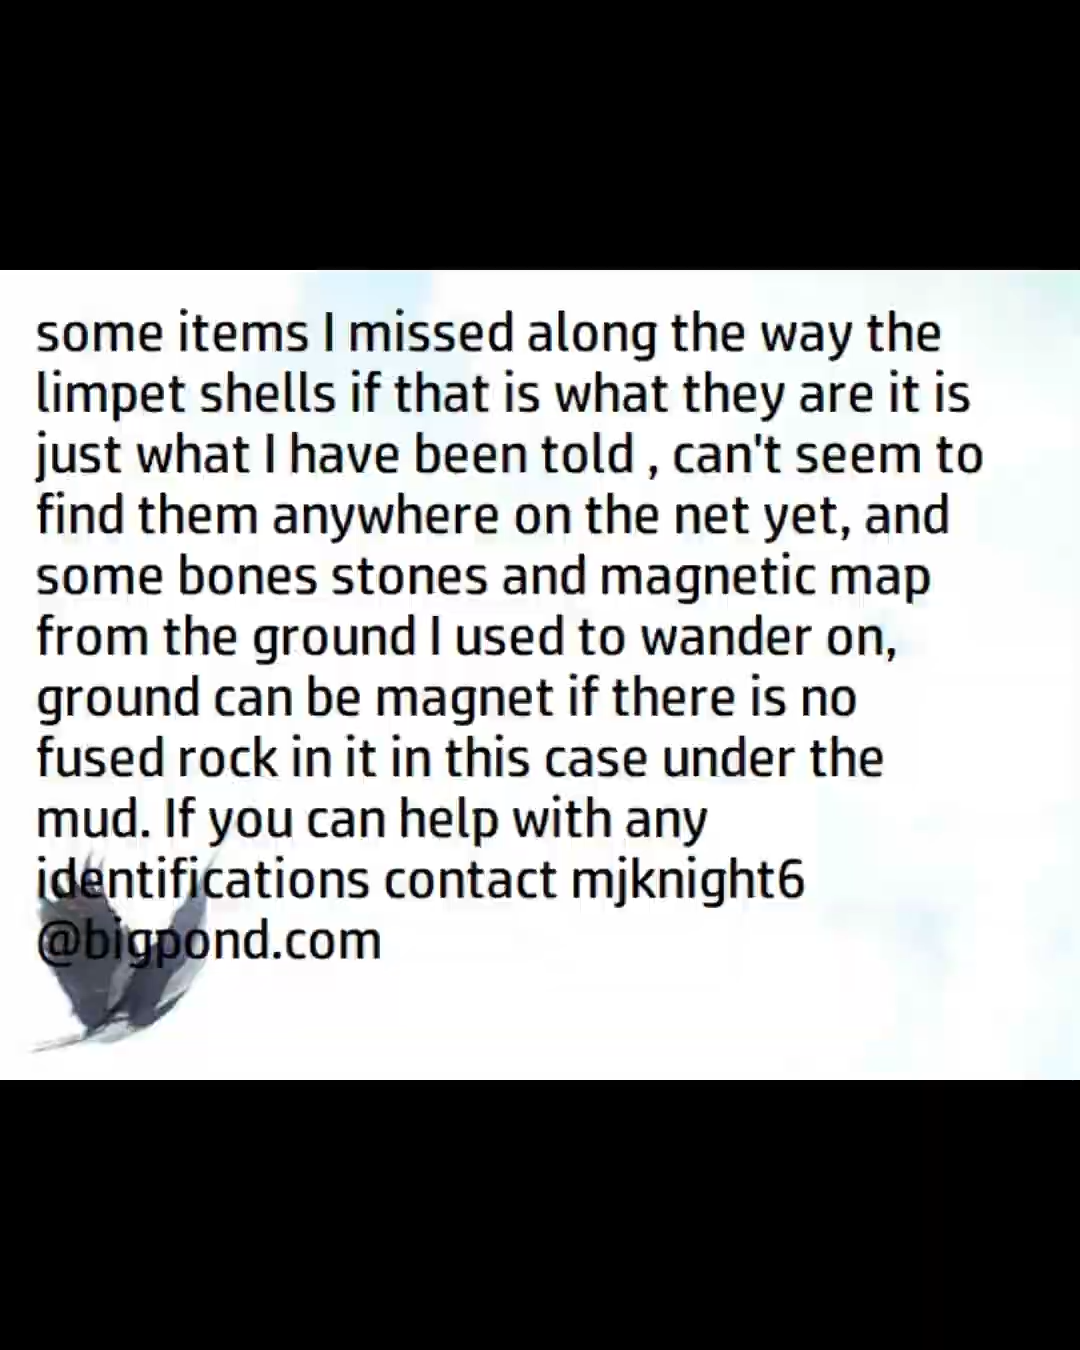 some items I missed along the way the
limpet shells if that is what they are it is
just what I have been told , can't seem to
find them anywhere on the net yet, and
some bones stones and magnetic map
from the ground I used to wander on,
ground can be magnet if there is no
fused rock in it in this case under the
mud. If you can help with any
identifications contact mjknight6
@bigpond.com